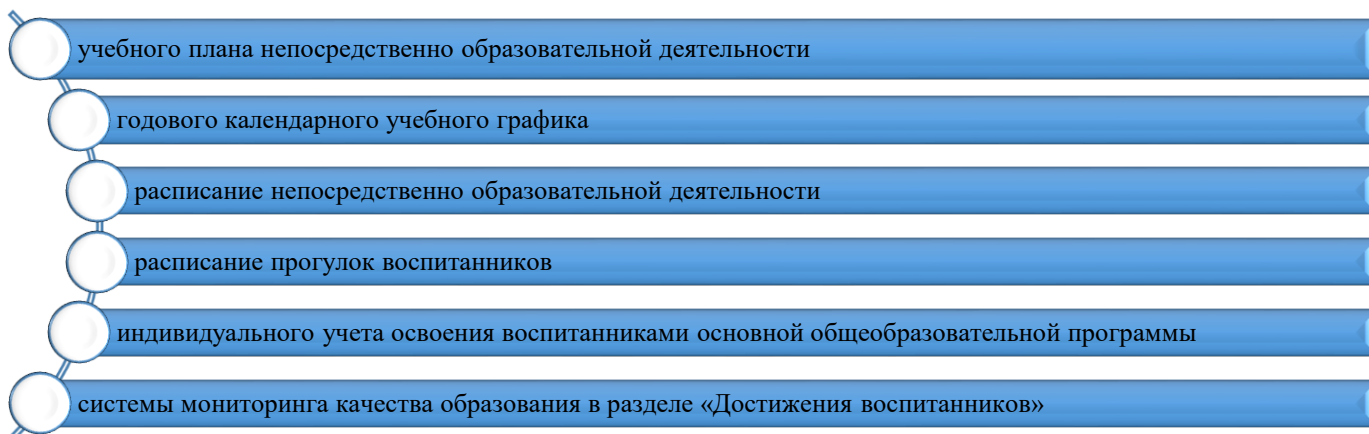 учебного плана непосредственно образовательной деятельности
годового календарного учебного графика
расписание непосредственно образовательной деятельности
расписание прогулок воспитанников
индивидуального учета освоения воспитанниками основной общеобразовательной программы
системы мониторинга качества образования в разделе «Достижения воспитанников»